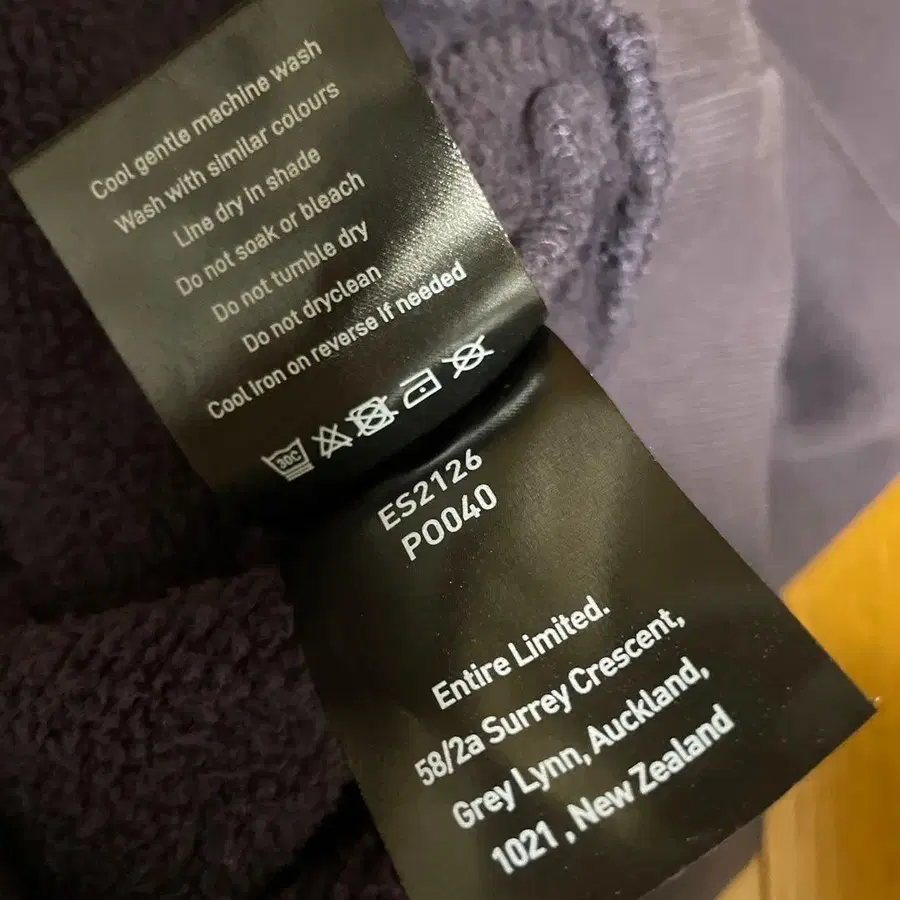 Cool gentle machine wash
Wash with similar colours
Line dry in shade
Do not soak or bleach
Do not tumble dry
Do not dryclean
Cool Iron on reverse if needed
30C
ES2126
PO040
Entire Limited.
58/2a Surrey Crescent,
Grey Lynn, Auckland,
1021 , New Zealand